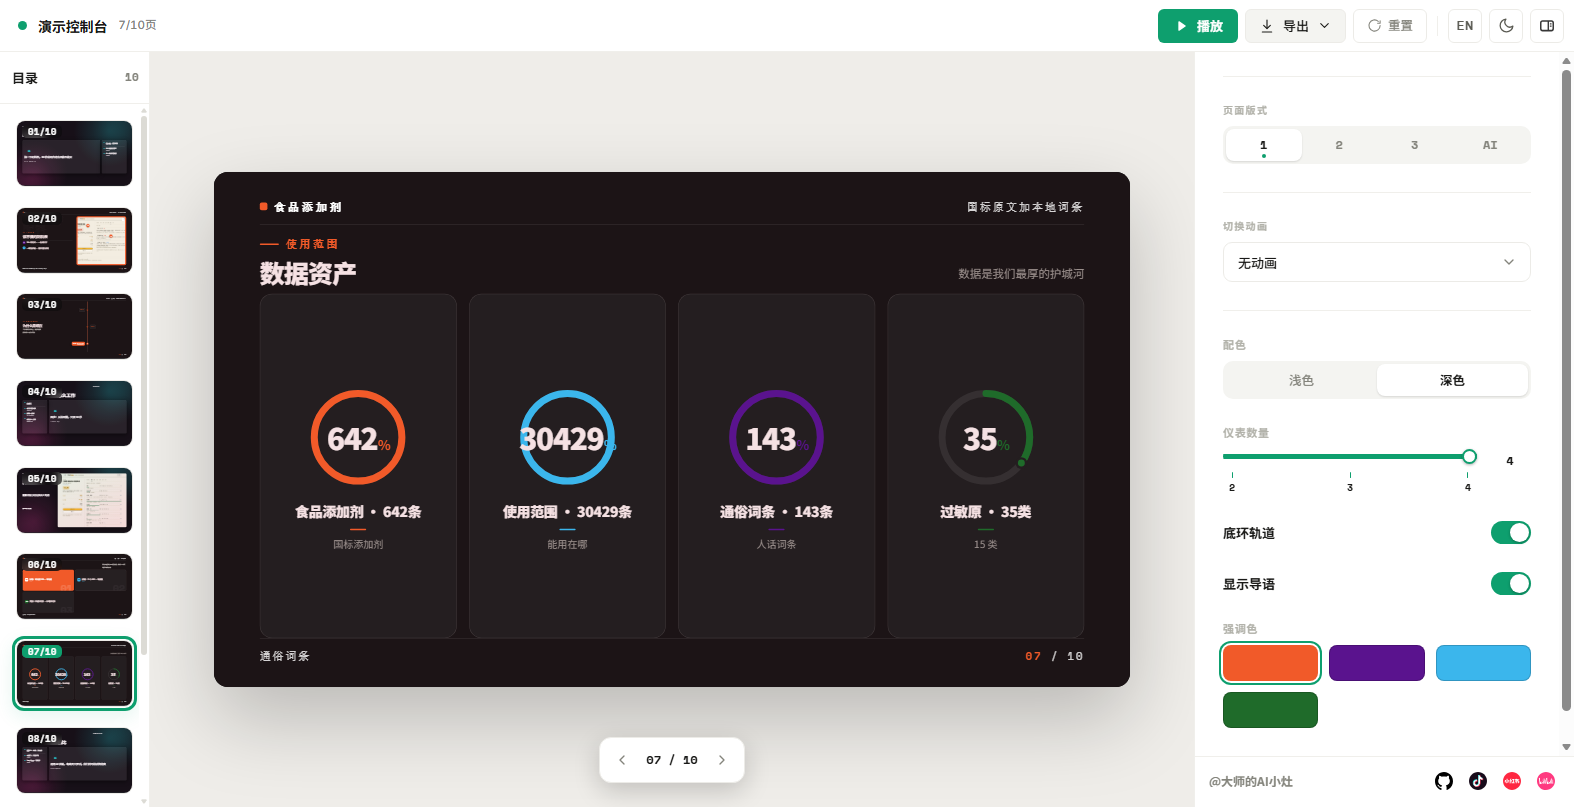 演示控制台 7/10页
播放
导出
重置
EN
目录 10
01/10
02/10
03/10
04/10
05/10
06/10
07/10
08/10
食品添加剂
国标原文加本地词条
使用范围
数据资产
数据是我们最厚的护城河
642%
食品添加剂 • 642条
国标添加剂
30429%
使用范围 • 30429条
能用在哪
143%
通俗词条 • 143条
人话词条
35%
过敏原 • 35类
15 类
通俗词条
07 / 10
07 / 10
页面版式
1 2 3 AI
切换动画
无动画
配色
浅色 深色
仪表数量
4
2 3 4
底环轨道
显示导语
强调色
@大师的AI小灶